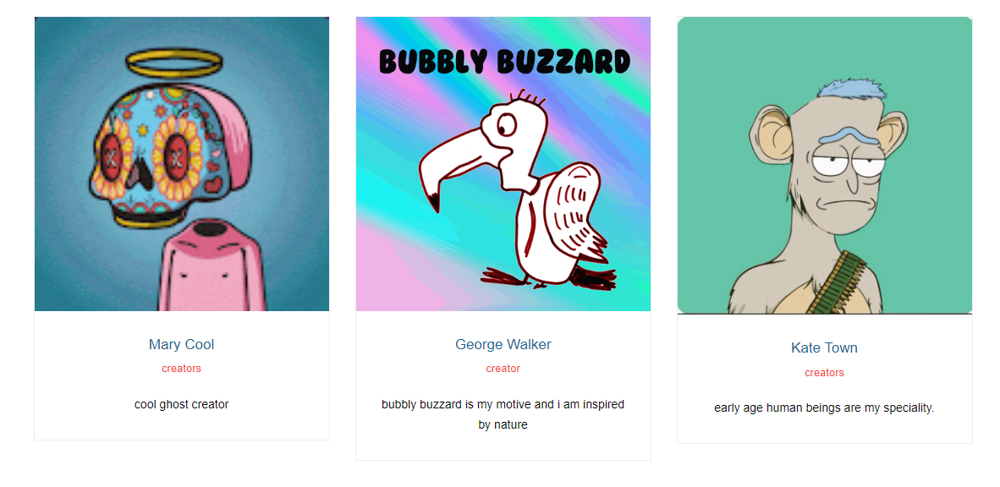 BUBBLY BUZZARD
Mary Cool
creators
cool ghost creator
George Walker
creator
bubbly buzzard is my motive and i am inspired
by nature
Kate Town
creators
early age human beings are my speciality.